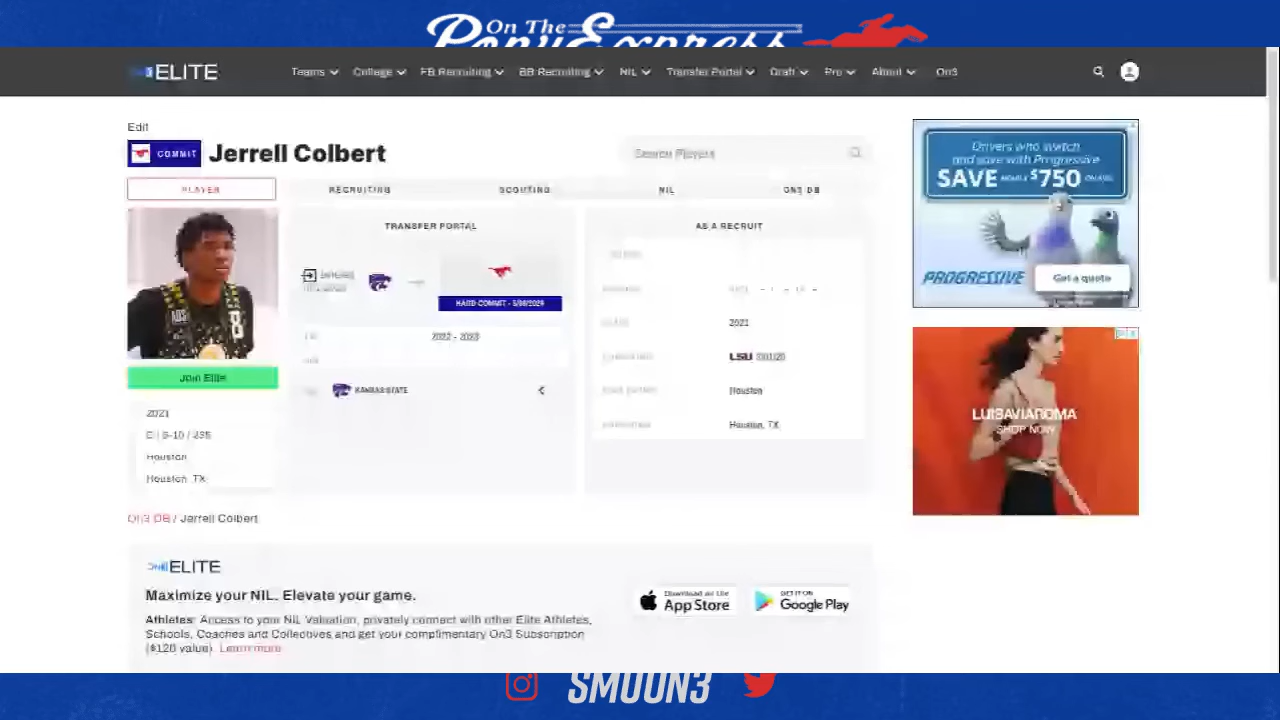 On The
Pony Express
ELITE Teams College FB Recruiting BB Recruiting NIL Transfer Portal Draft Pro About On3
Edit
COMMIT Jerrell Colbert
Search Players
PLAYER RECRUITING SCOUTING NIL ON3 DB
TRANSFER PORTAL
AS A RECRUIT
ENTERED
HARD COMMIT -
2021
2022 - 2023
LSU
KANSAS STATE
Houston
Houston, TX
Join Elite
2021
Houston
Houston, TX
On3 DB / Jerrell Colbert
ON3 ELITE
Maximize your NIL. Elevate your game.
Athletes: Access to your NIL Valuation, privately connect with other Elite Athletes,
Schools, Coaches and Collectives and get your complimentary On3 Subscription
($120 value). Learn more
Download on the
App Store
GET IT ON
Google Play
Drivers who switch
and save with Progressive
SAVE $750
PROGRESSIVE
Get a quote
LUISAVIAROMA
SHOP NOW
SMUON3